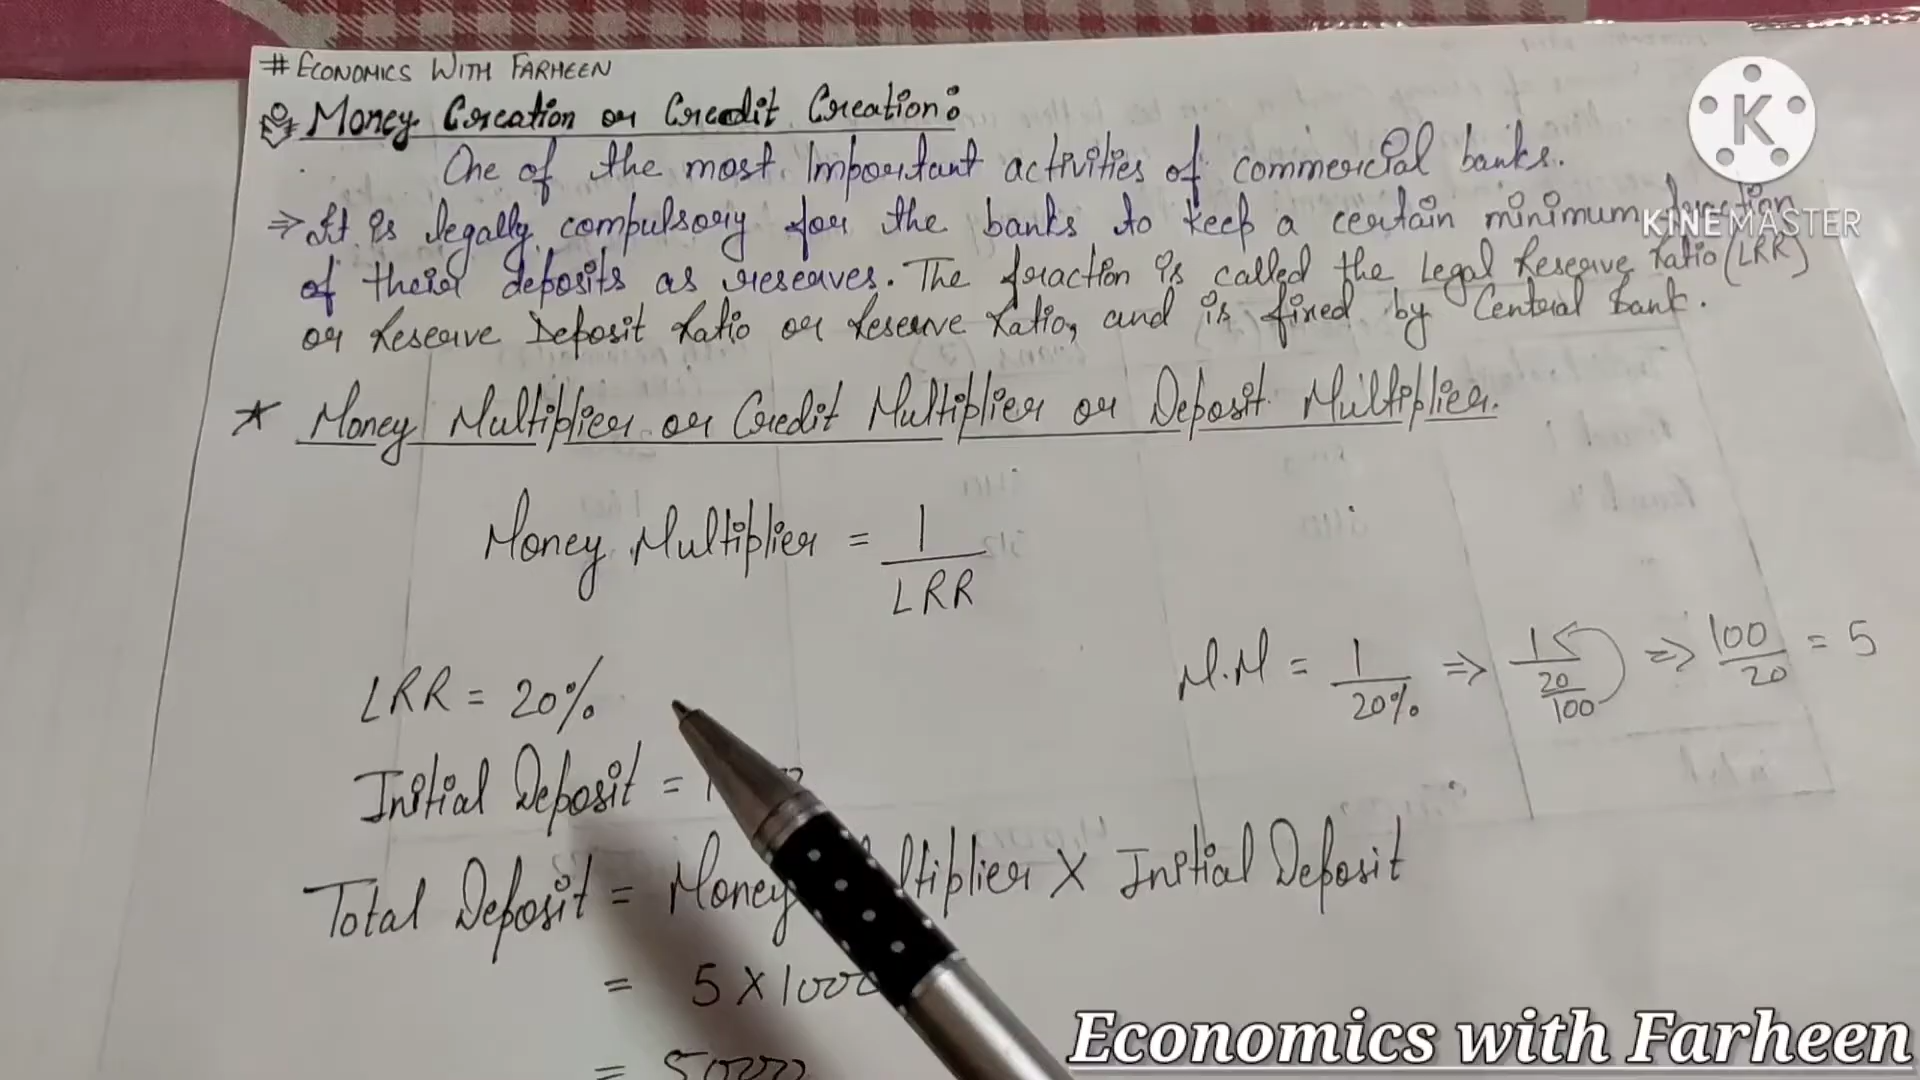 # ECONOMICS WITH FARHEEN
Money Creation or Credit Creation:
One of the most Important activities of commercial banks.
⇒ It is legally compulsory for the banks to keep a certain minimum fraction
of their deposits as reserves. The fraction is called the Legal Reserve Ratio (LRR)
or Reserve Deposit Ratio or Reserve Ratio, and is fixed by Central Bank.
* Money Multiplier or Credit Multiplier or Deposit Multiplier.
Money Multiplier = 1/LRR
LRR = 20%
M.M = 1/20% ⇒ 1/(20/100) ⇒ 100/20 = 5
Initial Deposit =
Total Deposit = Money Multiplier X Initial Deposit
= 5 X 1000
=
K
KINEMASTER
Economics with Farheen